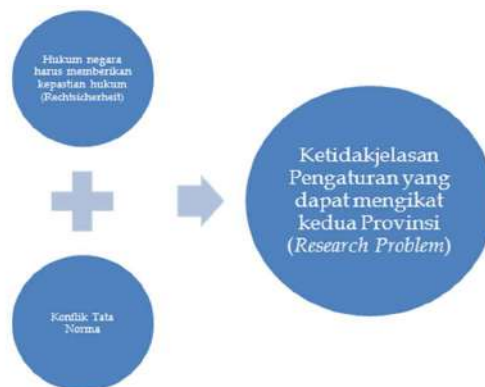 Hukum negara
harus memberikan
kepastian hukum
(Rechtsicherheit)
Ketidakjelasan
Pengaturan yang
dapat mengikat
kedua Provinsi
(Research Problem)
Konflik Tata
Norma